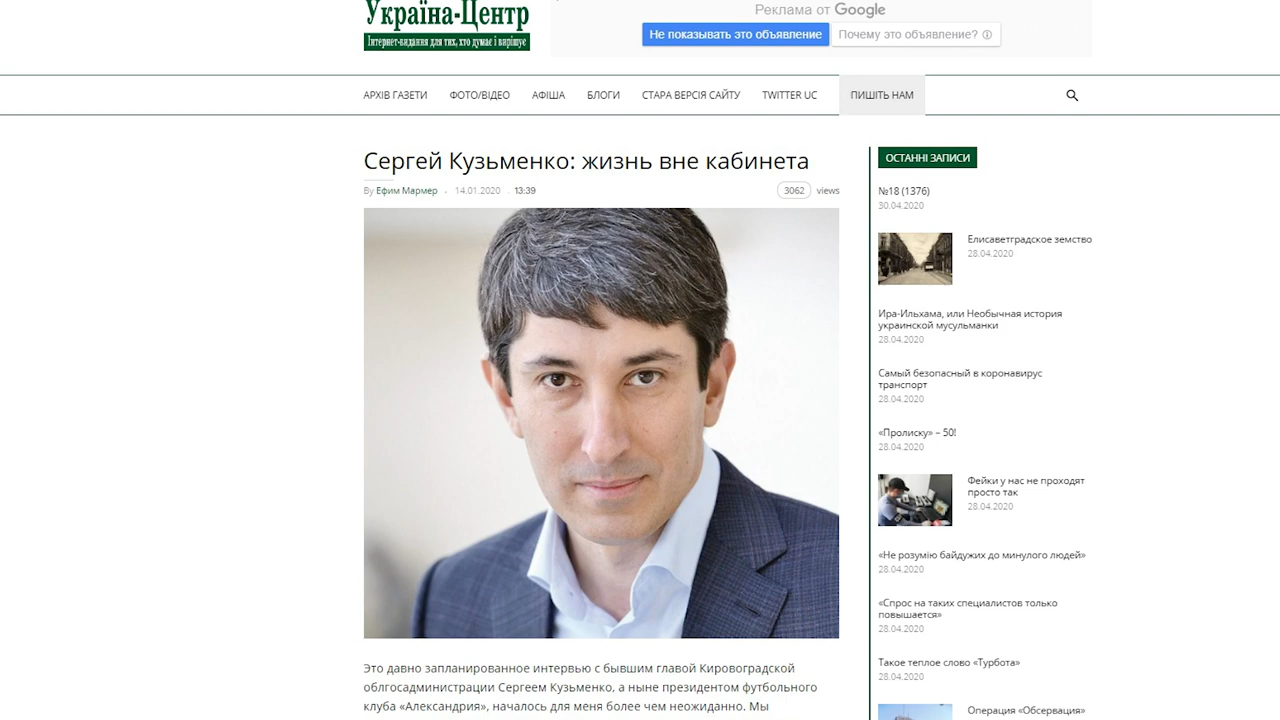 Україна-Центр
Інтернет-видання для тих, хто думає і вирішує
Реклама от Google
Не показывать это объявление
Почему это объявление?
АРХІВ ГАЗЕТИ
ФОТО/ВІДЕО
АФІША
БЛОГИ
СТАРА ВЕРСІЯ САЙТУ
TWITTER UC
ПИШІТЬ НАМ
Сергей Кузьменко: жизнь вне кабинета
By Ефим Мармер . 14.01.2020 . 13:39
3062 views
Это давно запланированное интервью с бывшим главой Кировоградской
облгосадминистрации Сергеем Кузьменко, а ныне президентом футбольного
клуба «Александрия», началось для меня более чем неожиданно. Мы
ОСТАННІ ЗАПИСИ
№18 (1376)
30.04.2020
Елисаветградское земство
28.04.2020
Ира-Ильхама, или Необычная история
украинской мусульманки
28.04.2020
Самый безопасный в коронавирус
транспорт
28.04.2020
«Пролиску» – 50!
28.04.2020
Фейки у нас не проходят
просто так
28.04.2020
«Не розумію байдужих до минулого людей»
28.04.2020
«Спрос на таких специалистов только
повышается»
28.04.2020
Такое теплое слово «Турбота»
28.04.2020
Операция «Обсервация»